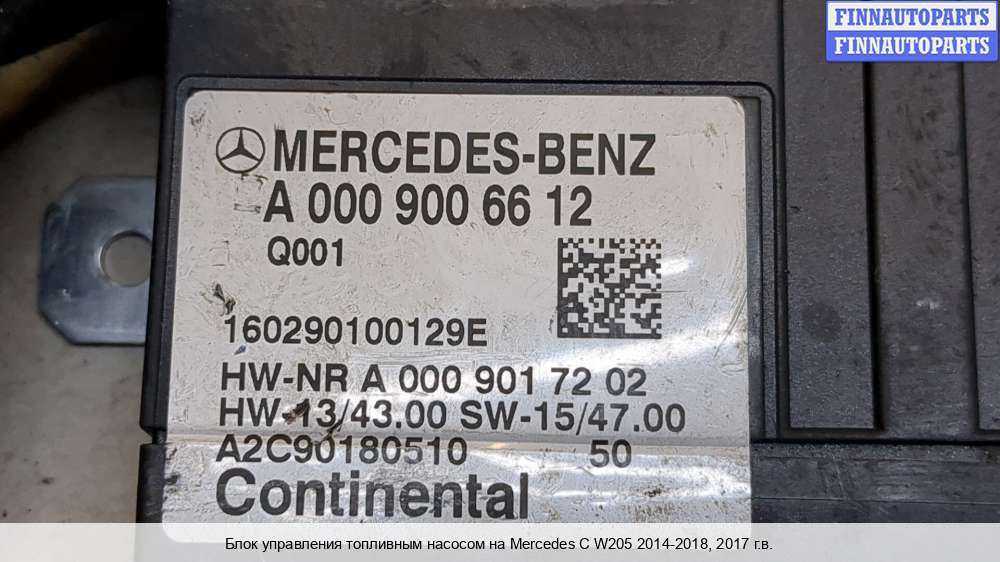 FINNAUTOPARTS
FINNAUTOPARTS
MERCEDES-BENZ
A 000 900 66 12
Q001
160290100129E
HW-NR A 000 901 72 02
HW-13/43.00 SW-15/47.00
A2C90180510 50
Continental
Блок управления топливным насосом на Mercedes C W205 2014-2018, 2017 г.в.